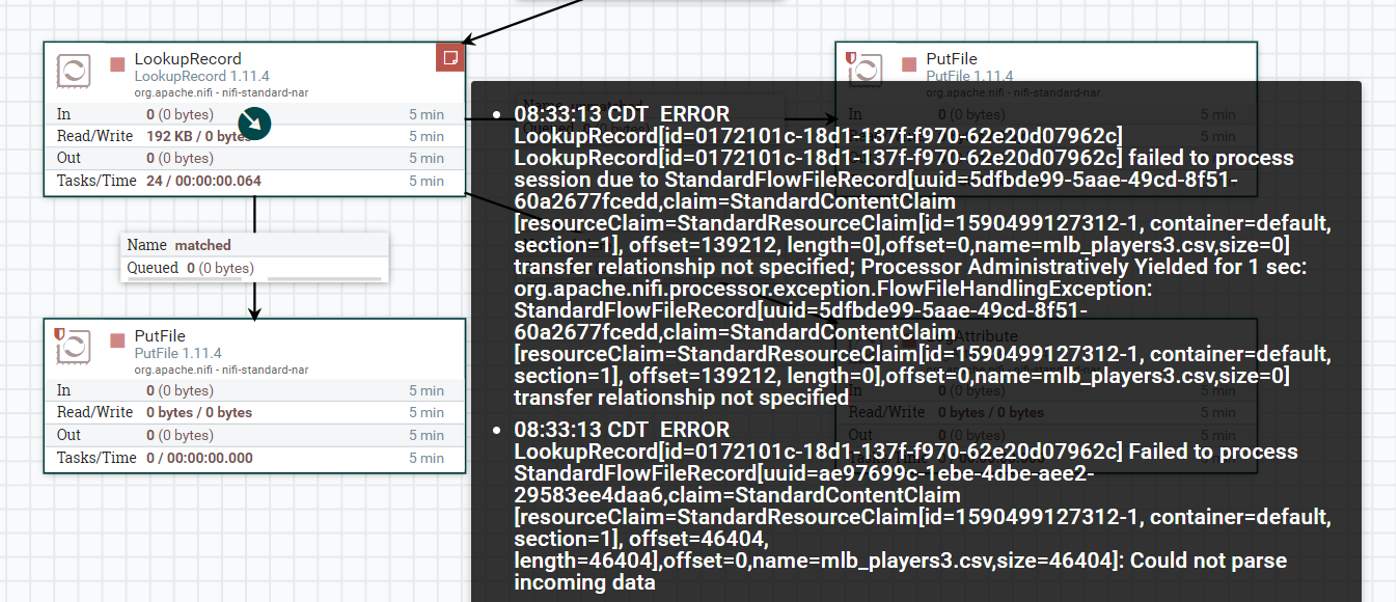 LookupRecord
LookupRecord 1.11.4
org.apache.nifi - nifi-standard-nar
In 0 (0 bytes) 5 min
Read/Write 192 KB / 0 bytes 5 min
Out 0 (0 bytes) 5 min
Tasks/Time 24 / 00:00:00.064 5 min
Name matched
Queued 0 (0 bytes)
PutFile
PutFile 1.11.4
org.apache.nifi - nifi-standard-nar
In 0 (0 bytes) 5 min
Read/Write 0 bytes / 0 bytes 5 min
Out 0 (0 bytes) 5 min
Tasks/Time 0 / 00:00:00.000 5 min
PutFile
PutFile 1.11.4
org.apache.nifi - nifi-standard-nar
In 5 min
5 min
5 min
Name
Queued
08:33:13 CDT ERROR
LookupRecord[id=0172101c-18d1-137f-f970-62e20d07962c]
LookupRecord[id=0172101c-18d1-137f-f970-62e20d07962c] failed to process
session due to StandardFlowFileRecord[uuid=5dfbde99-5aae-49cd-8f51-
60a2677fcedd,claim=StandardContentClaim
[resourceClaim=StandardResourceClaim[id=1590499127312-1, container=default,
section=1], offset=139212, length=0],offset=0,name=mlb_players3.csv,size=0]
transfer relationship not specified; Processor Administratively Yielded for 1 sec:
org.apache.nifi.processor.exception.FlowFileHandlingException:
StandardFlowFileRecord[uuid=5dfbde99-5aae-49cd-8f51-
60a2677fcedd,claim=StandardContentClaim
[resourceClaim=StandardResourceClaim[id=1590499127312-1, container=default,
section=1], offset=139212, length=0],offset=0,name=mlb_players3.csv,size=0]
transfer relationship not specified
08:33:13 CDT ERROR
LookupRecord[id=0172101c-18d1-137f-f970-62e20d07962c] Failed to process
StandardFlowFileRecord[uuid=ae97699c-1ebe-4dbe-aee2-
29583ee4daa6,claim=StandardContentClaim
[resourceClaim=StandardResourceClaim[id=1590499127312-1, container=default,
section=1], offset=46404,
length=46404],offset=0,name=mlb_players3.csv,size=46404]: Could not parse
incoming data
In 0 (0 bytes) 5 min
Read/Write 0 bytes / 0 bytes 5 min
Out 0 (0 bytes) 5 min
5 min